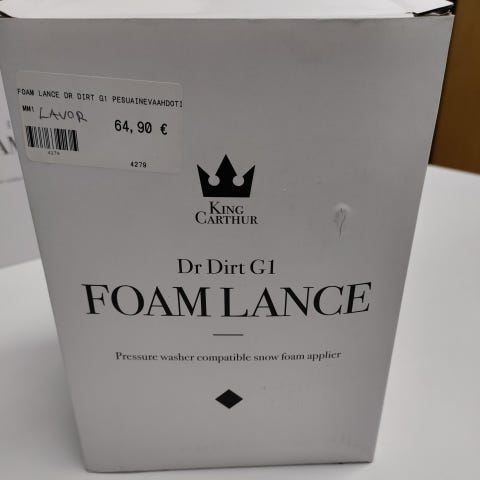 FOAM LANCE DR DIRT G1 PESUAINEVAAHDOTI
MM1 LAVOR
64,90 €
4279
4279
KING
CARTHUR
Dr Dirt G1
FOAM LANCE
Pressure washer compatible snow foam applier